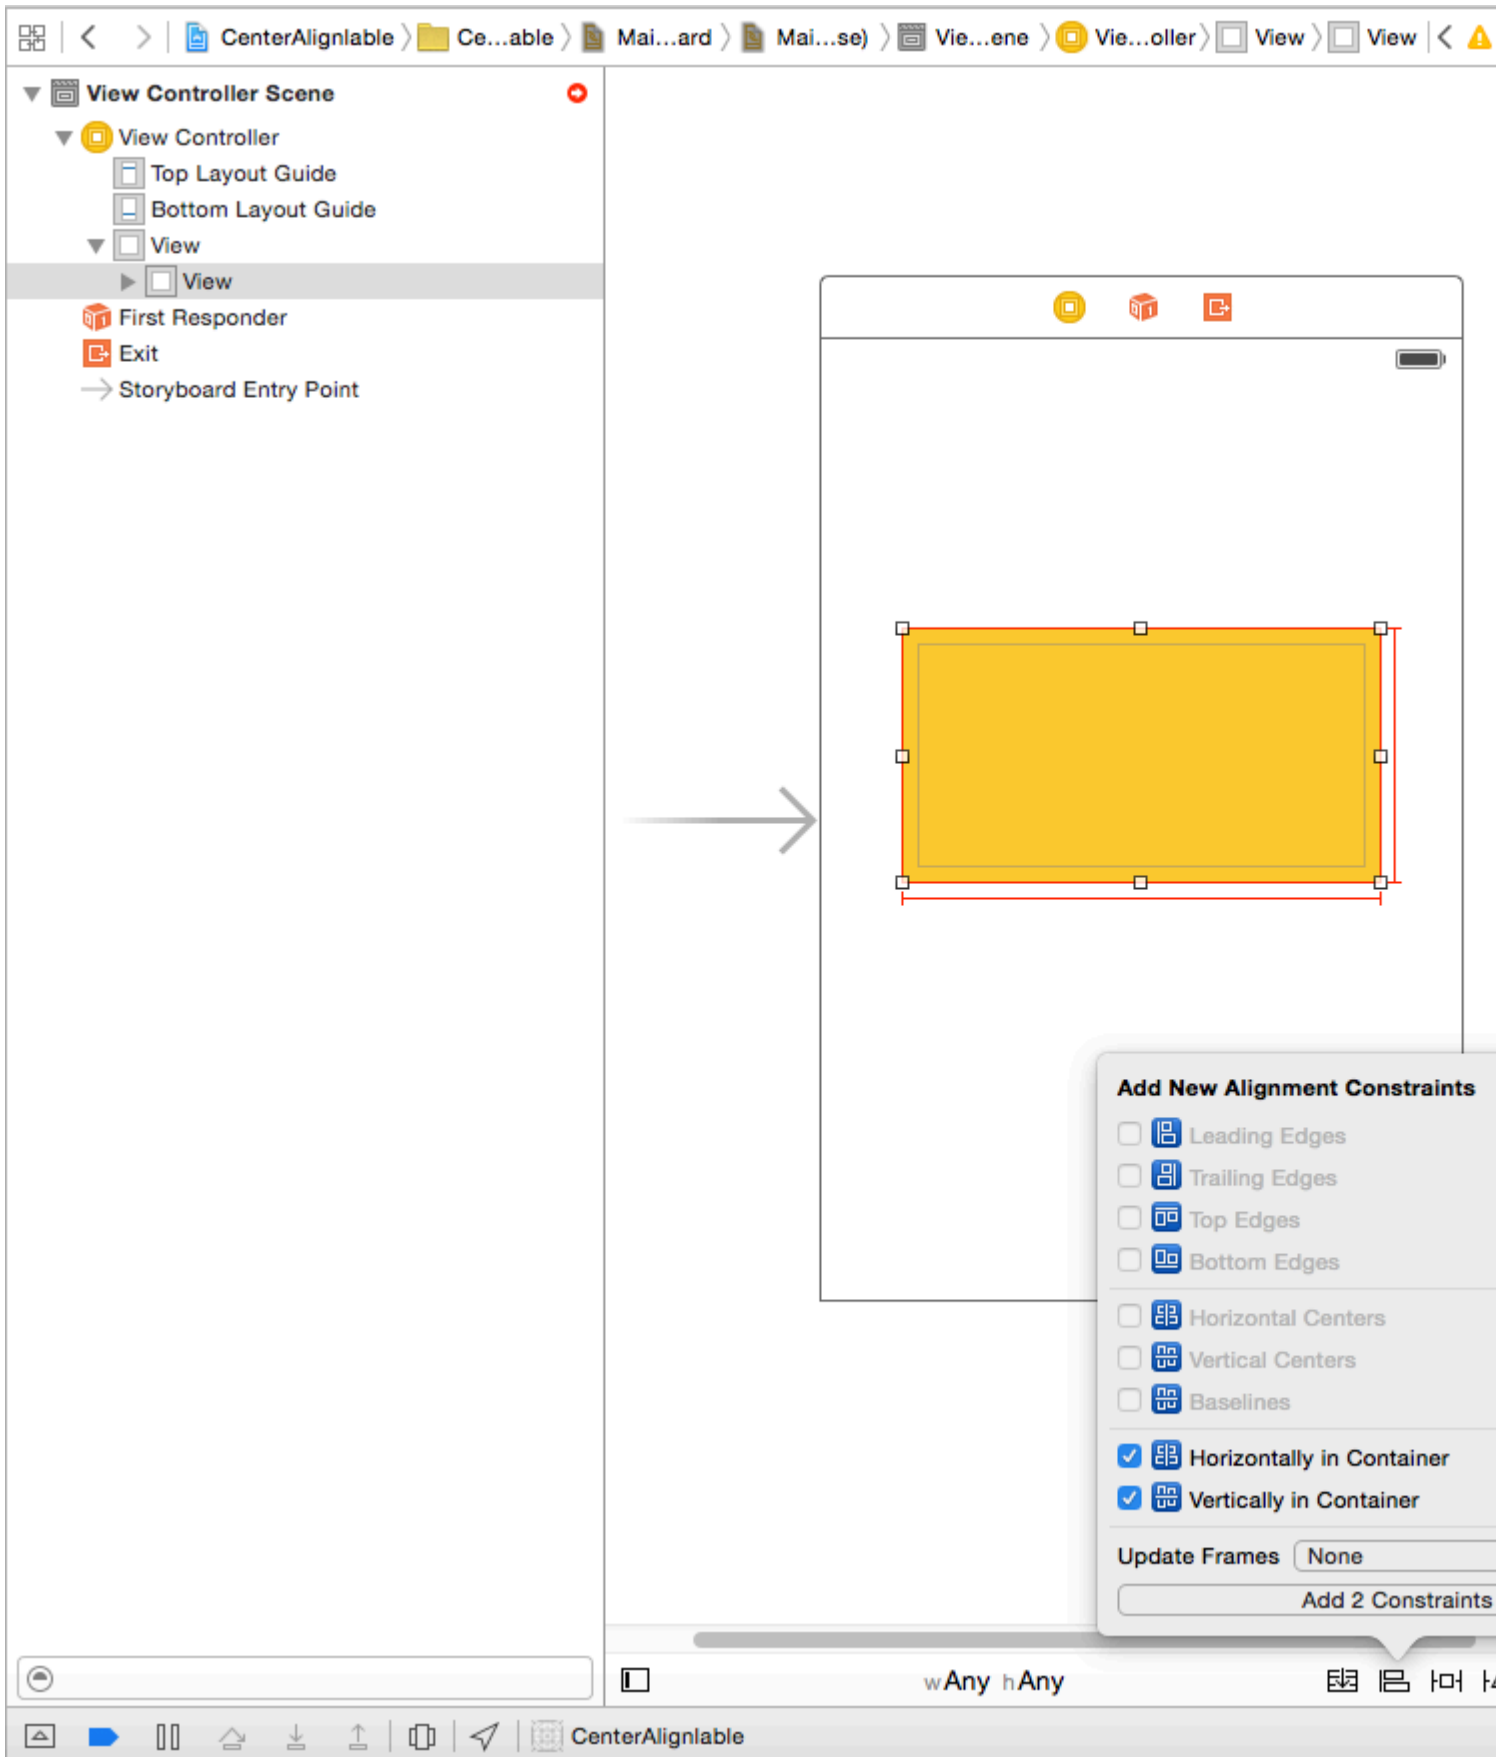 CenterAlignlable Ce...able Mai...ard Mai...se) Vie...ene Vie...oller View View
View Controller Scene
View Controller
Top Layout Guide
Bottom Layout Guide
View
View
First Responder
Exit
Storyboard Entry Point
Add New Alignment Constraints
Leading Edges
Trailing Edges
Top Edges
Bottom Edges
Horizontal Centers
Vertical Centers
Baselines
Horizontally in Container
Vertically in Container
Update Frames None
Add 2 Constraints
wAny hAny
CenterAlignlable